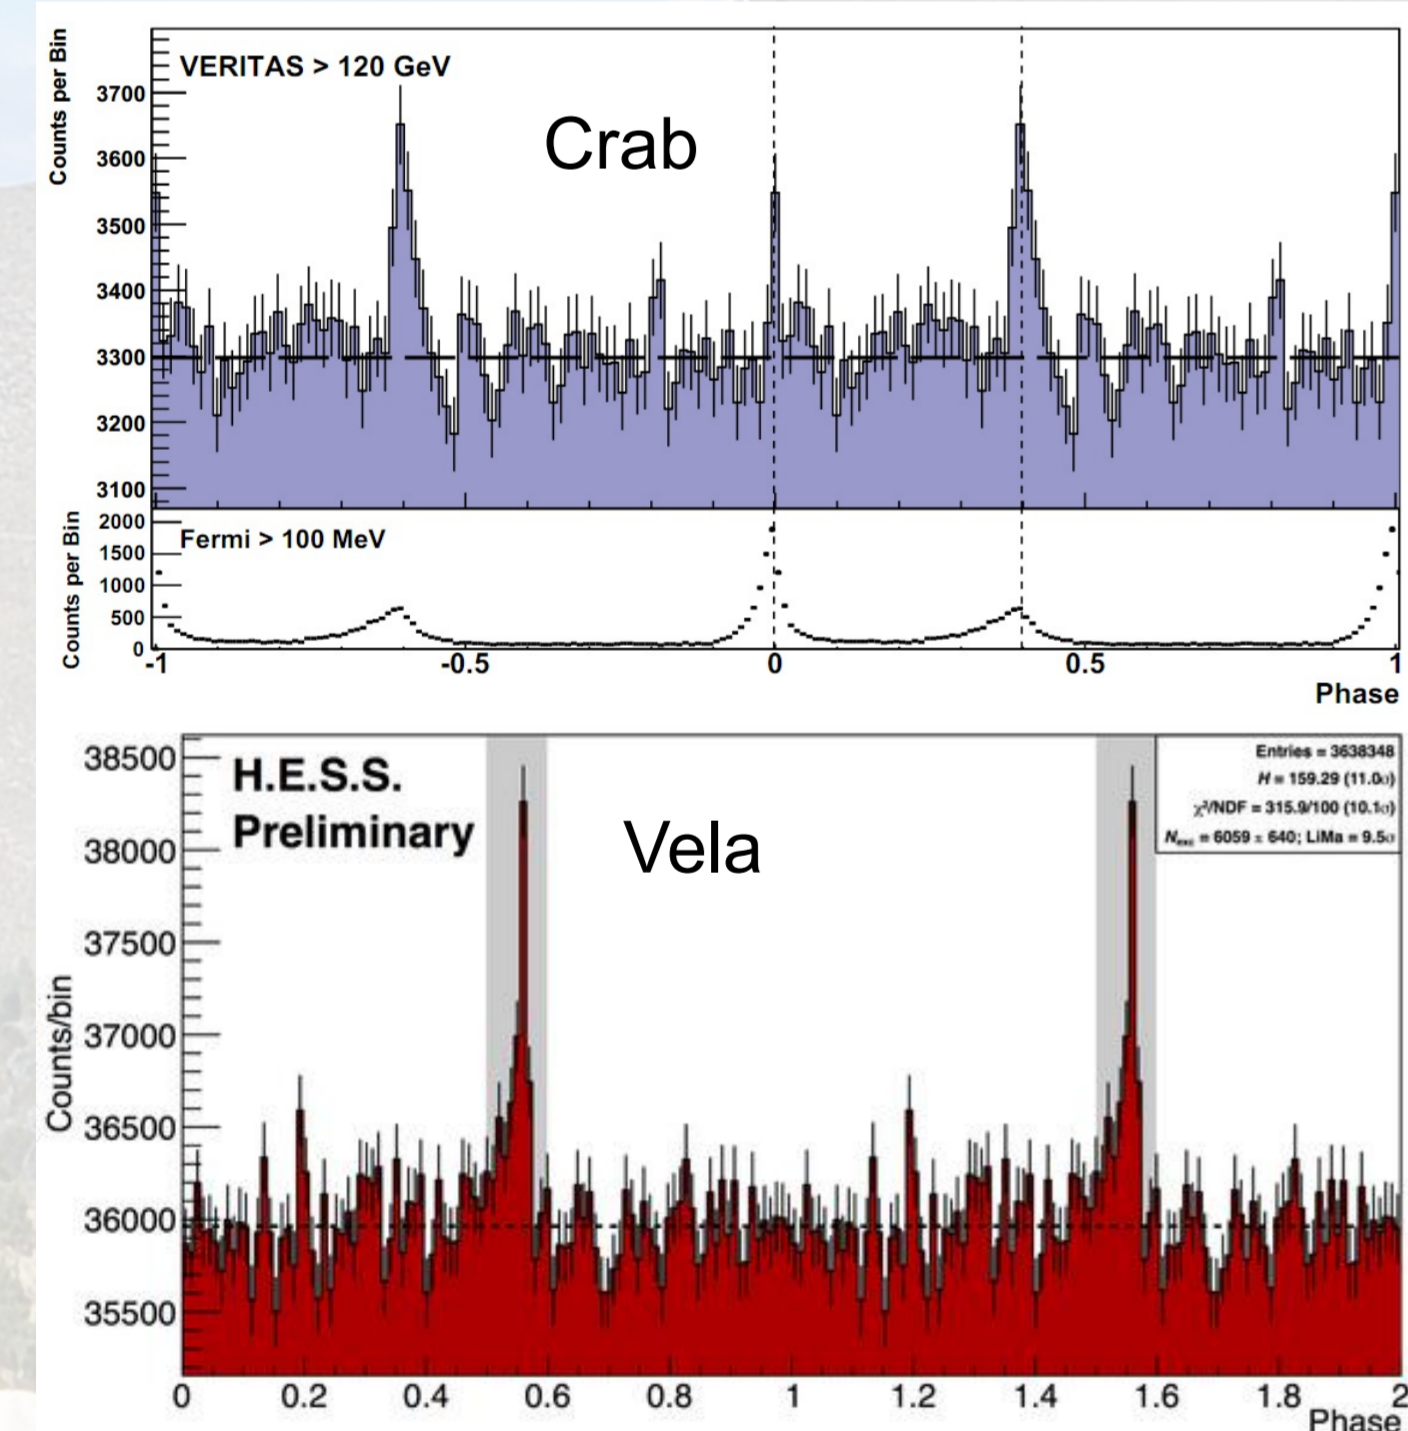 Counts per Bin
VERITAS > 120 GeV
Crab
3700
3600
3500
3400
3300
3200
3100
Counts per Bin
Fermi > 100 MeV
2000
1500
1000
500
0
-1 -0.5 0 0.5 1
Phase
H.E.S.S.
Preliminary
Vela
Entries = 3638348
H = 159.29 (11.0σ)
χ²/NDF = 315.9/100 (10.1σ)
Nexc = 6059 ± 640; LiMa = 9.5σ
Counts/bin
38500
38000
37500
37000
36500
36000
35500
0 0.2 0.4 0.6 0.8 1 1.2 1.4 1.6 1.8 2
Phase